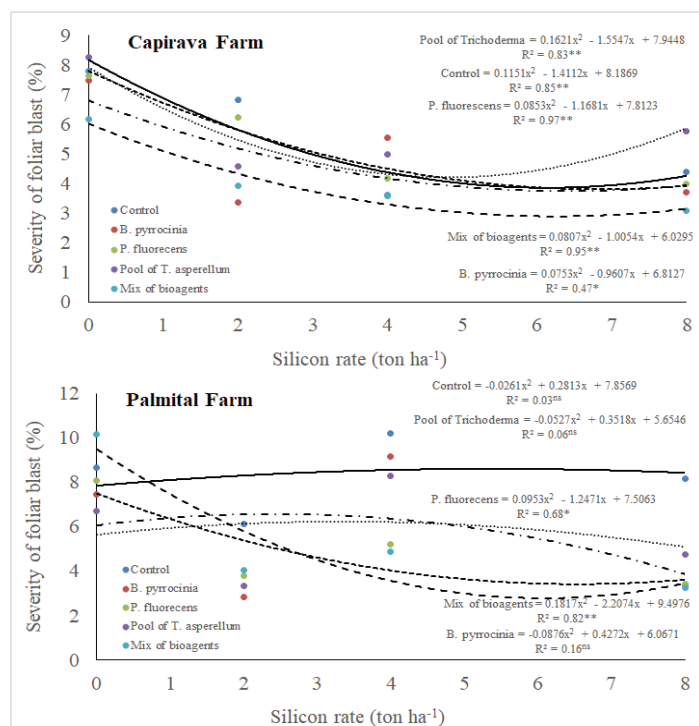 Capirava Farm
Pool of Trichoderma = 0.1621x² - 1.5547x + 7.9448
R² = 0.83**
Control = 0.1151x² - 1.4112x + 8.1869
R² = 0.85**
P. fluorescens = 0.0853x² - 1.1681x + 7.8123
R² = 0.97**
Severity of foliar blast (%)
9
8
7
6
5
4
3
2
1
0
Control
B. pyrrocinia
P. fluorecens
Pool of T. asperellum
Mix of bioagents
Mix of bioagents = 0.0807x² - 1.0054x + 6.0295
R² = 0.95**
B. pyrrocinia = 0.0753x² - 0.9607x + 6.8127
R² = 0.47*
0 1 2 3 4 5 6 7 8
Silicon rate (ton ha⁻¹)
Palmital Farm
Control = -0.0261x² + 0.2813x + 7.8569
R² = 0.03ⁿˢ
Pool of Trichoderma = -0.0527x² + 0.3518x + 5.6546
R² = 0.06ⁿˢ
P. fluorescens = 0.0953x² - 1.2471x + 7.5063
R² = 0.68*
Severity of foliar blast (%)
12
10
8
6
4
2
0
Control
B. pyrrocinia
P. fluorecens
Pool of T. asperellum
Mix of bioagents
Mix of bioagents = 0.1817x² - 2.2074x + 9.4976
R² = 0.82**
B. pyrrocinia = -0.0876x² + 0.4272x + 6.0671
R² = 0.16ⁿˢ
0 1 2 3 4 5 6 7 8
Silicon rate (ton ha⁻¹)